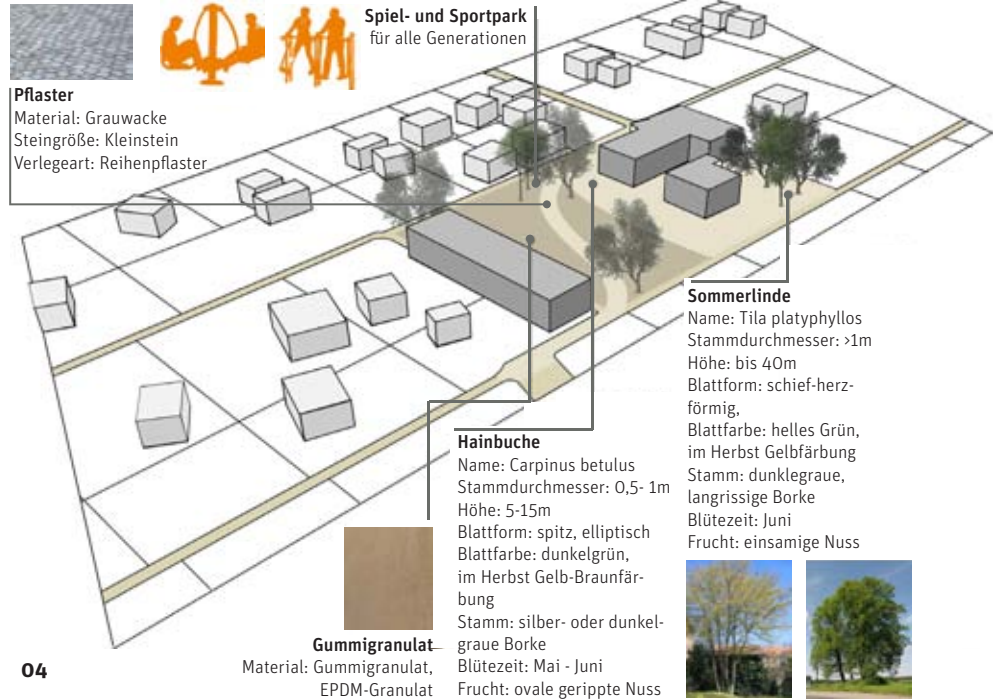 Spiel- und Sportpark
für alle Generationen
Pflaster
Material: Grauwacke
Steingröße: Kleinstein
Verlegeart: Reihenpflaster
Sommerlinde
Name: Tila platyphyllos
Stammdurchmesser: >1m
Höhe: bis 40m
Blattform: schief-herz-
förmig,
Blattfarbe: helles Grün,
im Herbst Gelbfärbung
Stamm: dunklegraue,
langrissige Borke
Blütezeit: Juni
Frucht: einsamige Nuss
Hainbuche
Name: Carpinus betulus
Stammdurchmesser: 0,5- 1m
Höhe: 5-15m
Blattform: spitz, elliptisch
Blattfarbe: dunkelgrün,
im Herbst Gelb-Braunfär-
bung
Stamm: silber- oder dunkel-
graue Borke
Blütezeit: Mai - Juni
Frucht: ovale gerippte Nuss
Gummigranulat
Material: Gummigranulat,
EPDM-Granulat
04